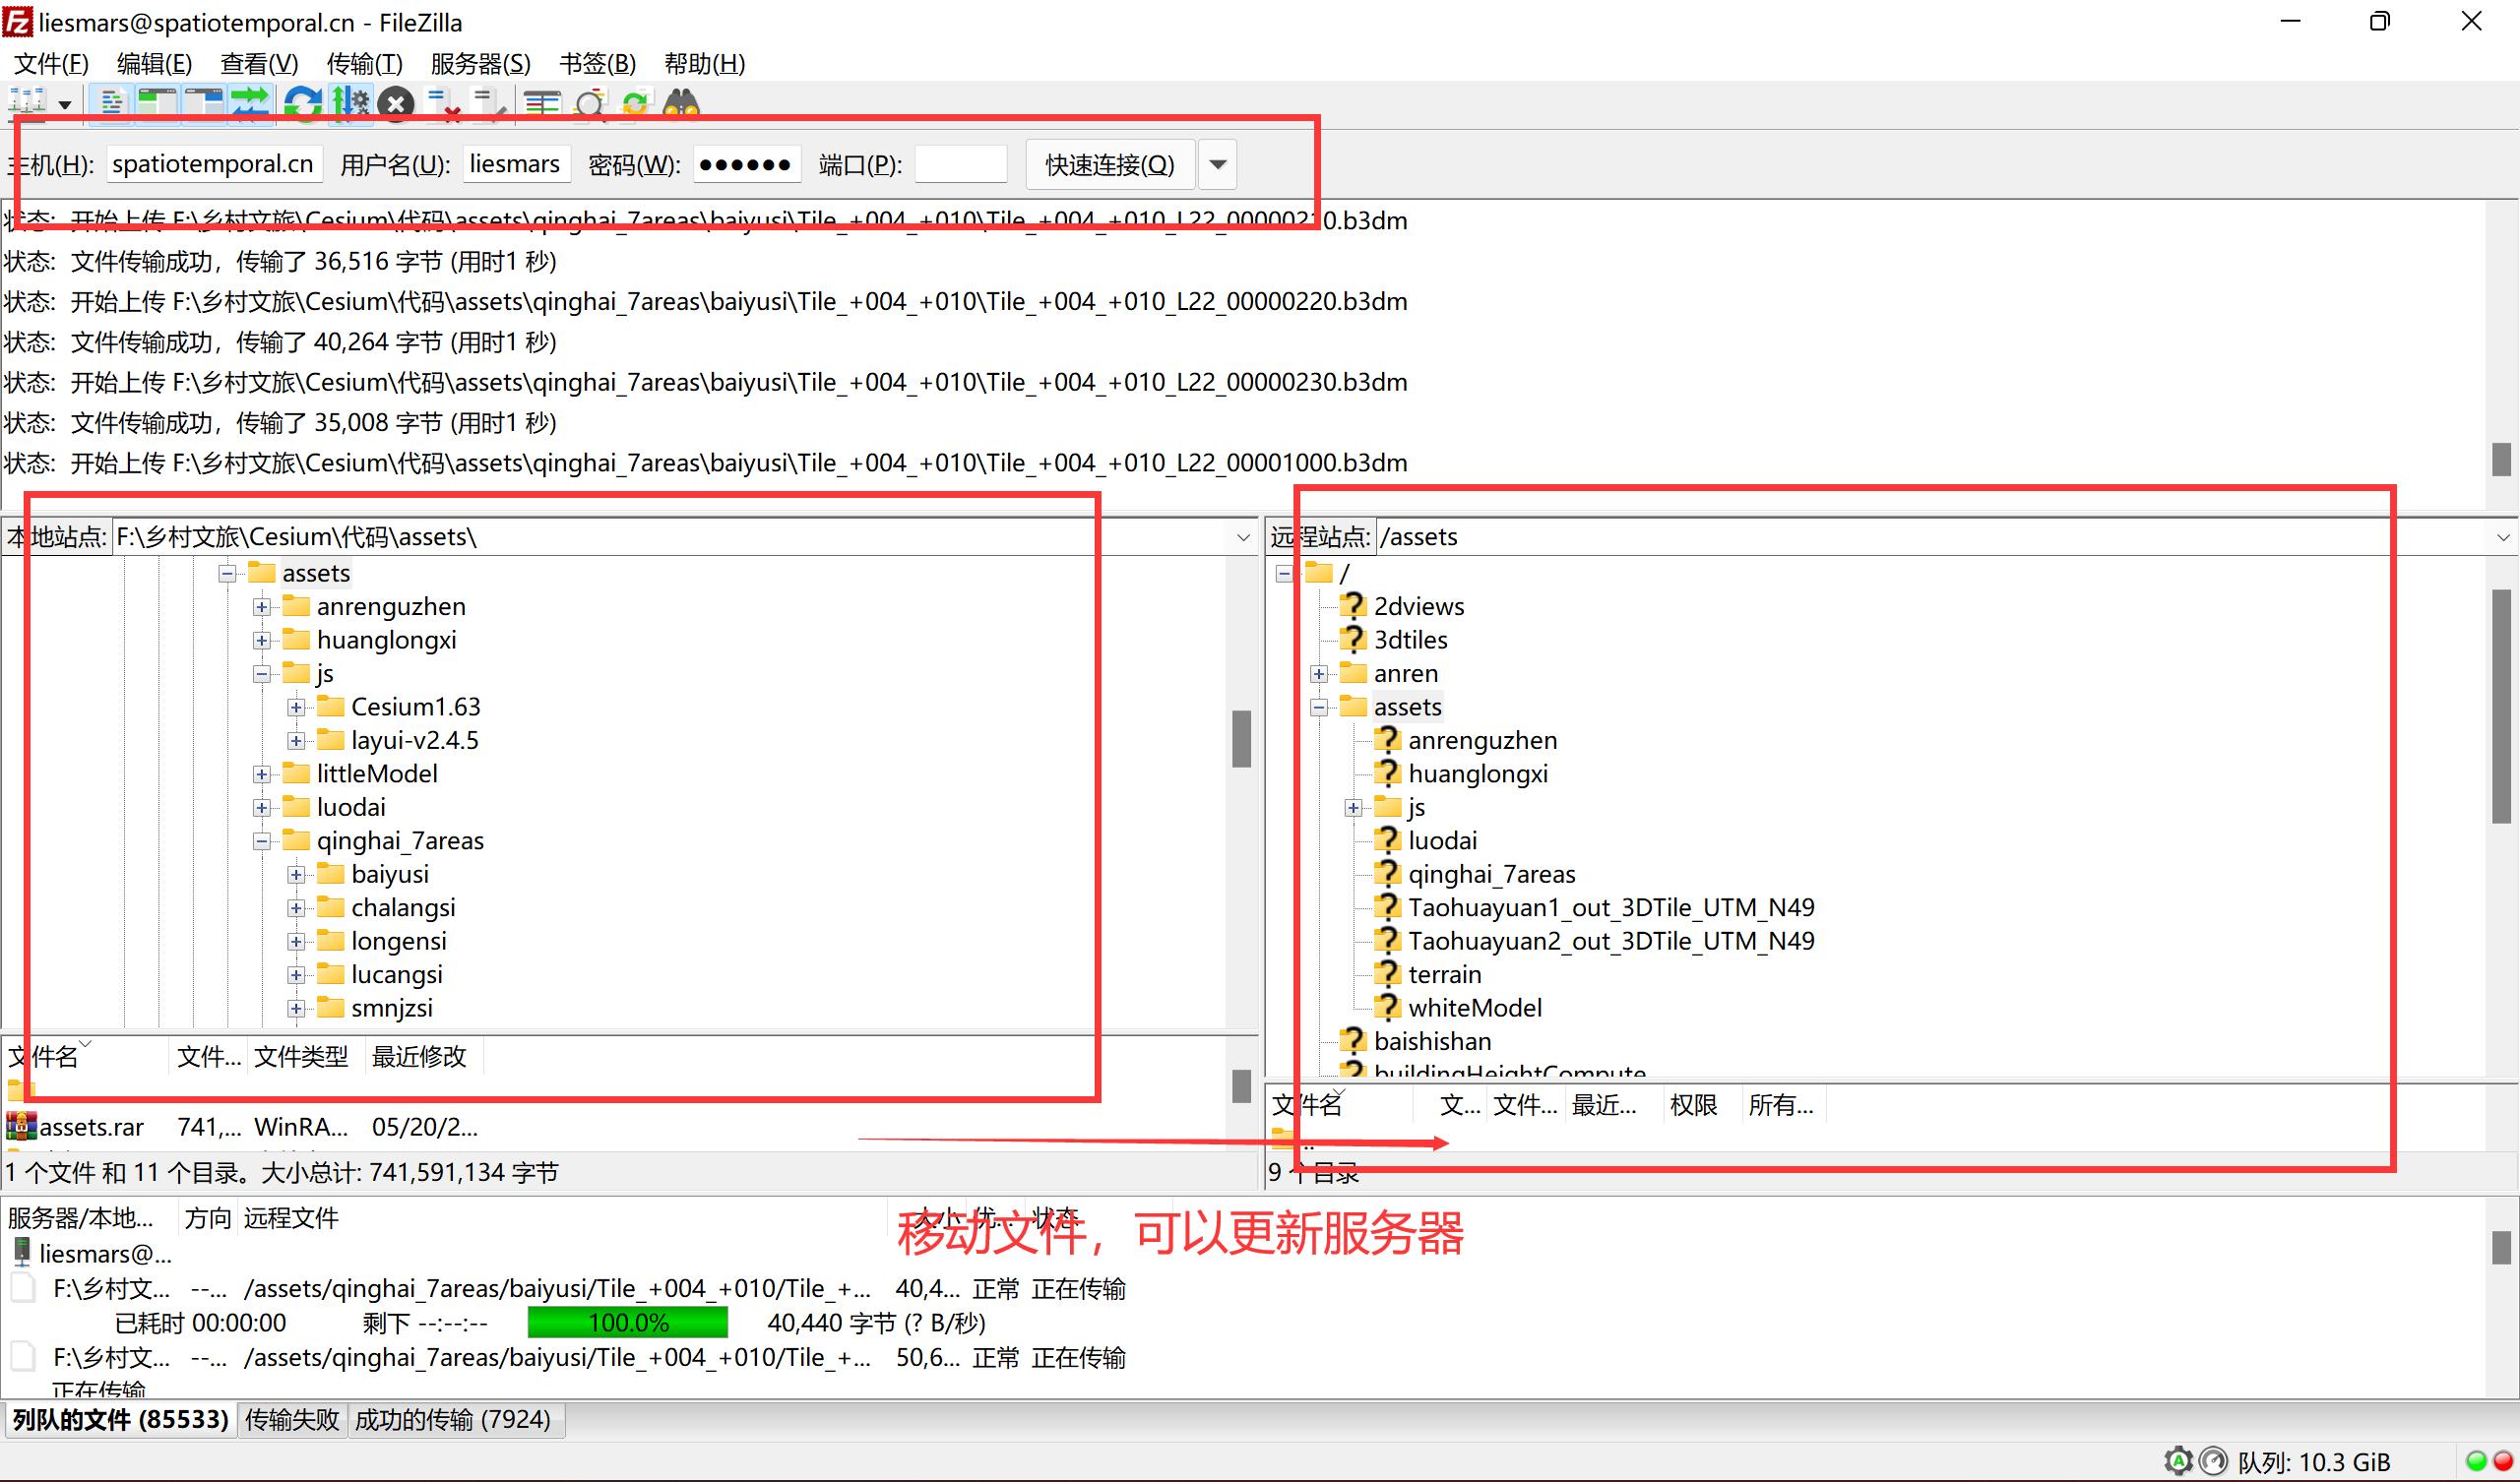 liesmars@spatiotemporal.cn - FileZilla
文件(F) 编辑(E) 查看(V) 传输(T) 服务器(S) 书签(B) 帮助(H)
主机(H): spatiotemporal.cn 用户名(U): liesmars 密码(W): ●●●●●● 端口(P): 快速连接(Q)
状态: 开始上传 F:\乡村文旅\Cesium\代码\assets\qinghai_7areas\baiyusi\Tile_+004_+010\Tile_+004_+010_L22_00000210.b3dm
状态: 文件传输成功，传输了 36,516 字节 (用时1 秒)
状态: 开始上传 F:\乡村文旅\Cesium\代码\assets\qinghai_7areas\baiyusi\Tile_+004_+010\Tile_+004_+010_L22_00000220.b3dm
状态: 文件传输成功，传输了 40,264 字节 (用时1 秒)
状态: 开始上传 F:\乡村文旅\Cesium\代码\assets\qinghai_7areas\baiyusi\Tile_+004_+010\Tile_+004_+010_L22_00000230.b3dm
状态: 文件传输成功，传输了 35,008 字节 (用时1 秒)
状态: 开始上传 F:\乡村文旅\Cesium\代码\assets\qinghai_7areas\baiyusi\Tile_+004_+010\Tile_+004_+010_L22_00001000.b3dm
本地站点: F:\乡村文旅\Cesium\代码\assets\
assets
anrenguzhen
huanglongxi
js
Cesium1.63
layui-v2.4.5
littleModel
luodai
qinghai_7areas
baiyusi
chalangsi
longensi
lucangsi
smnjzsi
文件名 文件... 文件类型 最近修改
assets.rar 741,... WinRA... 05/20/2...
1 个文件 和 11 个目录。大小总计: 741,591,134 字节
远程站点: /assets
/
2dviews
3dtiles
anren
assets
anrenguzhen
huanglongxi
js
luodai
qinghai_7areas
Taohuayuan1_out_3DTile_UTM_N49
Taohuayuan2_out_3DTile_UTM_N49
terrain
whiteModel
baishishan
buildingHeightCompute
文件名 文... 文件... 最近... 权限 所有...
..
9 个目录
服务器/本地... 方向 远程文件 大小 优... 状态
移动文件，可以更新服务器
liesmars@...
F:\乡村文... --... /assets/qinghai_7areas/baiyusi/Tile_+004_+010/Tile_+... 40,4... 正常 正在传输
已耗时 00:00:00 剩下 --:--:-- 100.0% 40,440 字节 (? B/秒)
F:\乡村文... --... /assets/qinghai_7areas/baiyusi/Tile_+004_+010/Tile_+... 50,6... 正常 正在传输
正在传输
列队的文件 (85533) 传输失败 成功的传输 (7924)
队列: 10.3 GiB